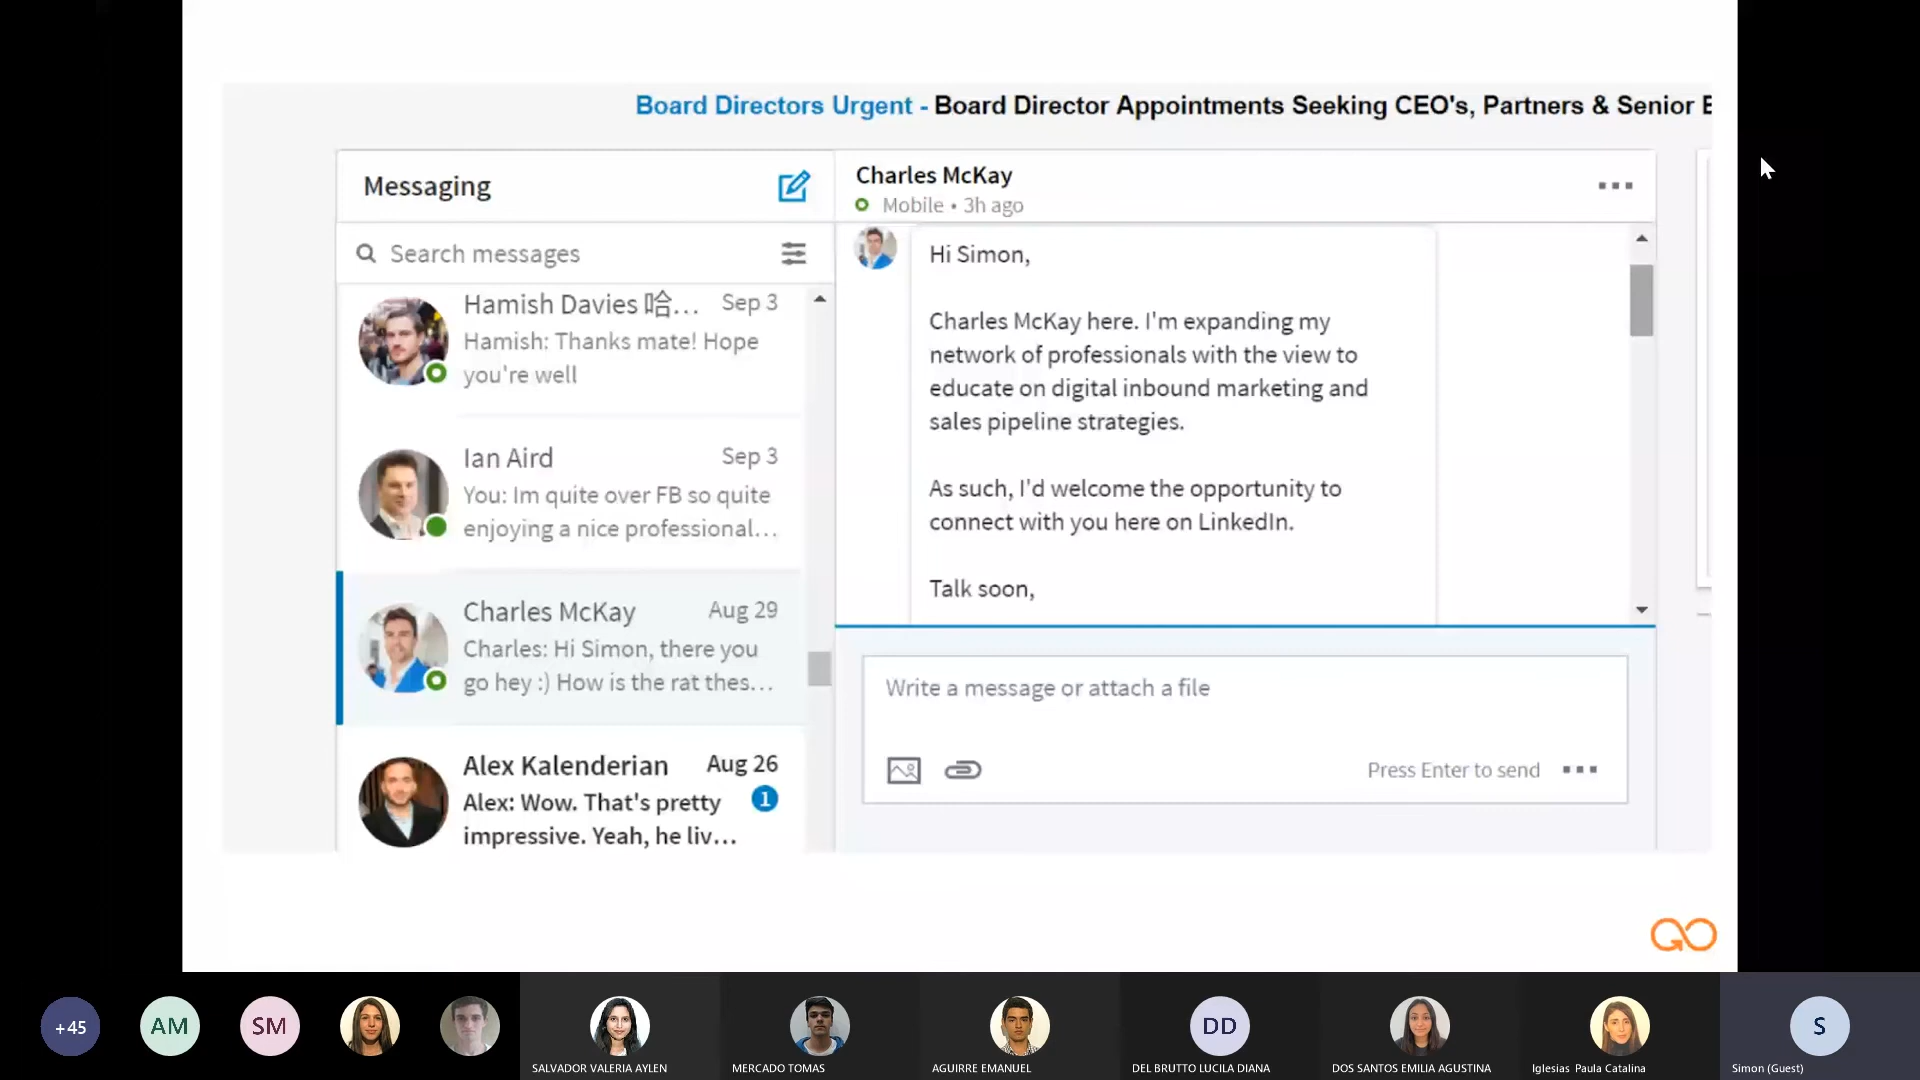 Board Directors Urgent - Board Director Appointments Seeking CEO's, Partners & Senior E
Messaging
Search messages
Hamish Davies 哈... Sep 3
Hamish: Thanks mate! Hope
you're well
Ian Aird Sep 3
You: Im quite over FB so quite
enjoying a nice professional...
Charles McKay Aug 29
Charles: Hi Simon, there you
go hey :) How is the rat thes...
Alex Kalenderian Aug 26
Alex: Wow. That's pretty 1
impressive. Yeah, he liv...
Charles McKay
Mobile • 3h ago
Hi Simon,
Charles McKay here. I'm expanding my
network of professionals with the view to
educate on digital inbound marketing and
sales pipeline strategies.
As such, I'd welcome the opportunity to
connect with you here on LinkedIn.
Talk soon,
Write a message or attach a file
Press Enter to send
+45
AM
SM
SALVADOR VALERIA AYLEN
MERCADO TOMAS
AGUIRRE EMANUEL
DD
DEL BRUTTO LUCILA DIANA
DOS SANTOS EMILIA AGUSTINA
Iglesias Paula Catalina
S
Simon (Guest)